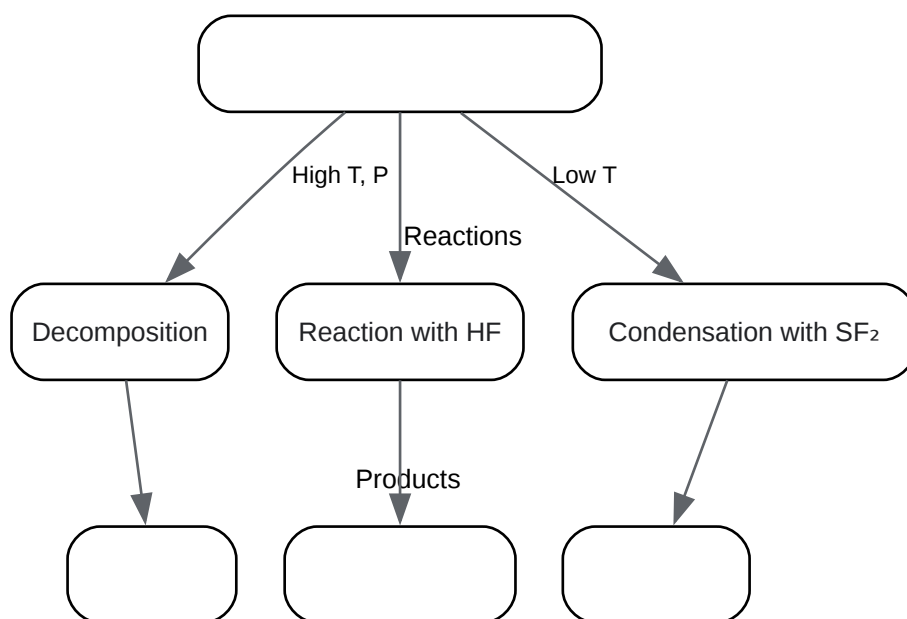 High T, P
Low T
Reactions
Decomposition
Reaction with HF
Condensation with SF₂
Products